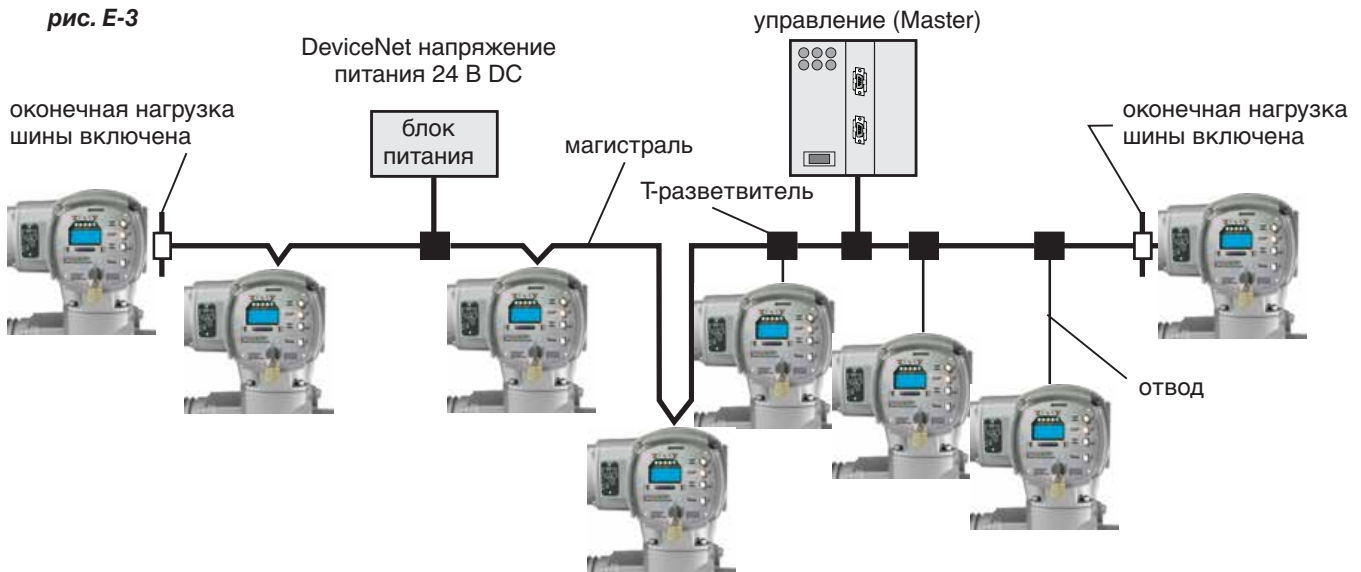 рис. E-3
управление (Master)
DeviceNet напряжение
питания 24 В DC
оконечная нагрузка
шины включена
блок
питания
магистраль
Т-разветвитель
оконечная нагрузка
шины включена
отвод